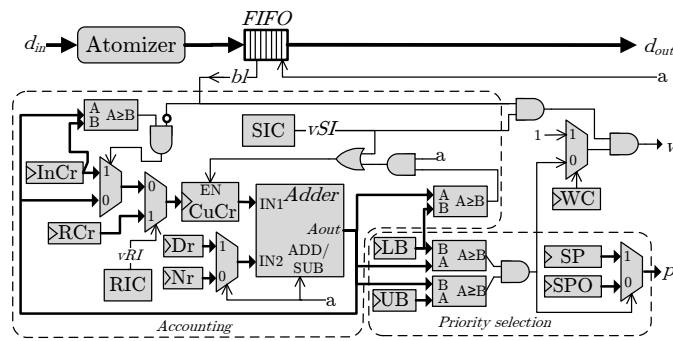 FIFO
d_in Atomizer d_out
bl a
A
B A≥B
SIC vSI
1 1
0
v
InCr
1
0
0
1
EN
CuCr
a
WC
RCr
IN1 Adder
Aout
A
B A≥B
vRI
RIC
Dr
Nr
1
0
IN2 ADD/
SUB
a
LB
UB
B
A A≥B
B
A A≥B
SP
SPO
1
0
p
Accounting
Priority selection